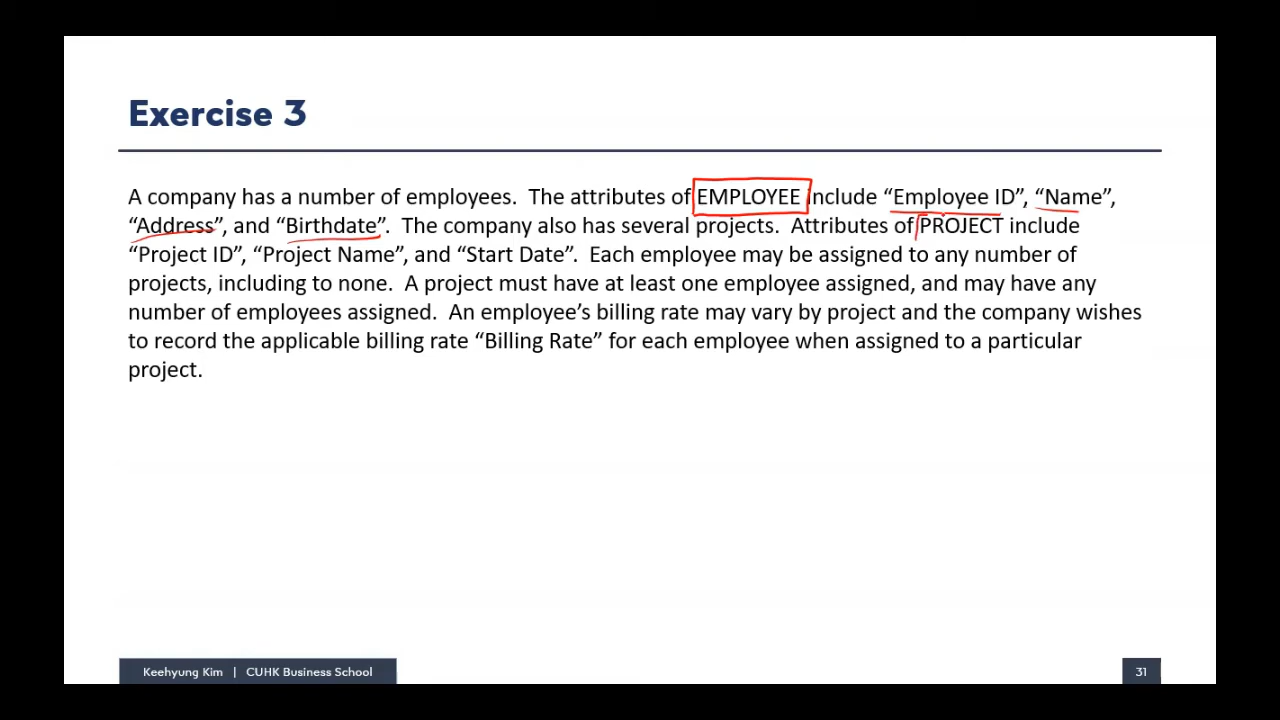 Exercise 3
A company has a number of employees.  The attributes of EMPLOYEE include “Employee ID”, “Name”,
“Address”, and “Birthdate”.  The company also has several projects.  Attributes of PROJECT include
“Project ID”, “Project Name”, and “Start Date”.  Each employee may be assigned to any number of
projects, including to none.  A project must have at least one employee assigned, and may have any
number of employees assigned.  An employee’s billing rate may vary by project and the company wishes
to record the applicable billing rate “Billing Rate” for each employee when assigned to a particular
project.
Keehyung Kim | CUHK Business School
31